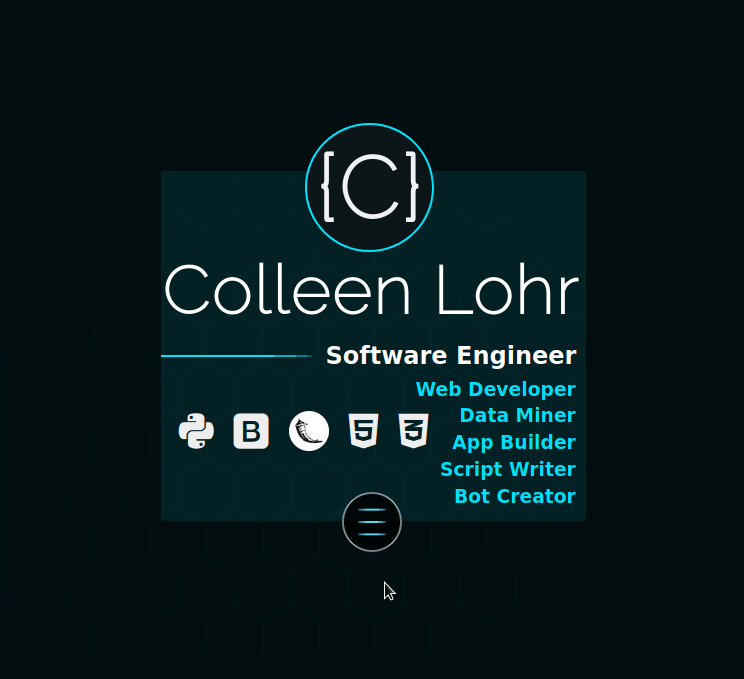 {C}
Colleen Lohr
Software Engineer
Web Developer
Data Miner
App Builder
Script Writer
Bot Creator
B
5
3